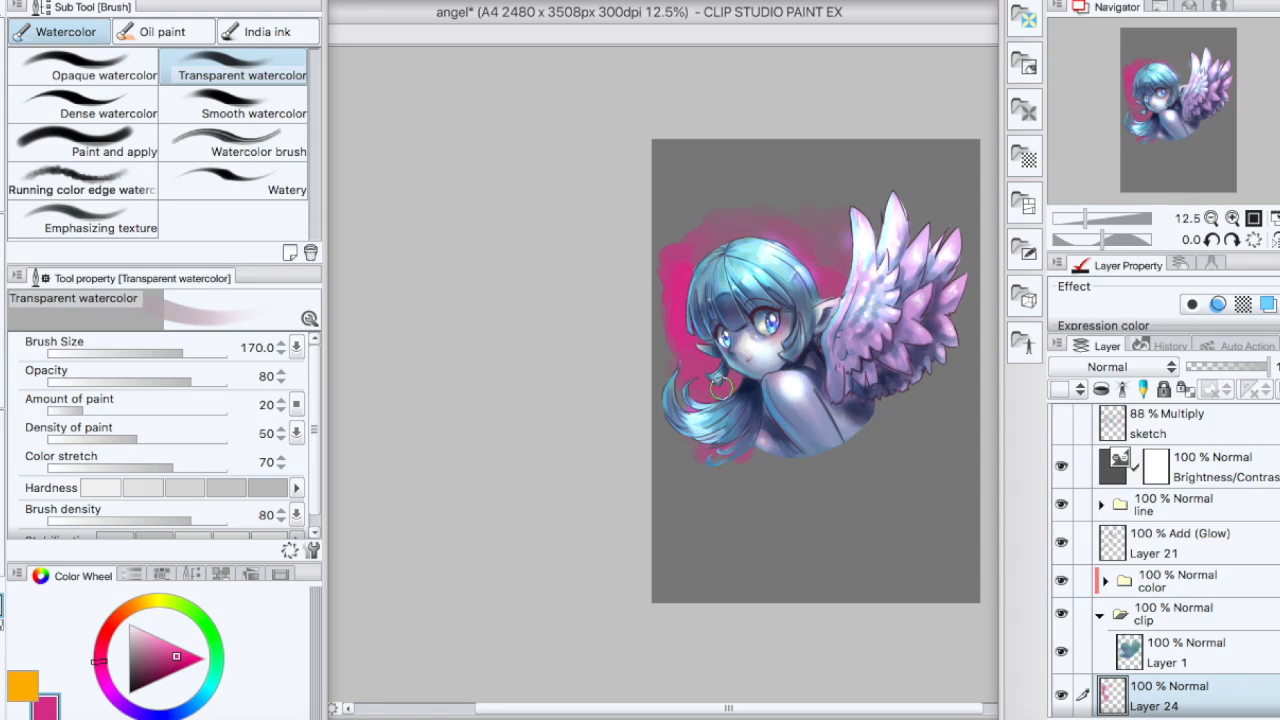 Sub Tool [Brush]
angel* (A4 2480 x 3508px 300dpi 12.5%) - CLIP STUDIO PAINT EX
Navigator
Watercolor
Oil paint
India ink
Opaque watercolor
Transparent watercolor
Dense watercolor
Smooth watercolor
Paint and apply
Watercolor brush
Running color edge waterc
Watery
Emphasizing texture
Tool property [Transparent watercolor]
Transparent watercolor
Brush Size
170.0
Opacity
80
Amount of paint
20
Density of paint
50
Color stretch
70
Hardness
Brush density
80
Color Wheel
12.5
0.0
Layer Property
Effect
Expression color
Layer
History
Auto Action
Normal
88 % Multiply
sketch
100 % Normal
Brightness/Contras
100 % Normal
line
100 % Add (Glow)
Layer 21
100 % Normal
color
100 % Normal
clip
100 % Normal
Layer 1
100 % Normal
Layer 24